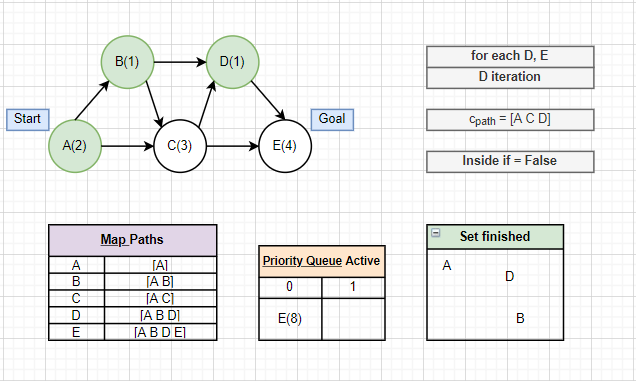 B(1)
D(1)
for each D, E
D iteration
Start
Goal
cpath = [A C D]
A(2)
C(3)
E(4)
Inside if = False
Map Paths
A [A]
B [A B]
C [A C]
D [A B D]
E [A B D E]
Priority Queue Active
0 1
E(8)
Set finished
A
D
B